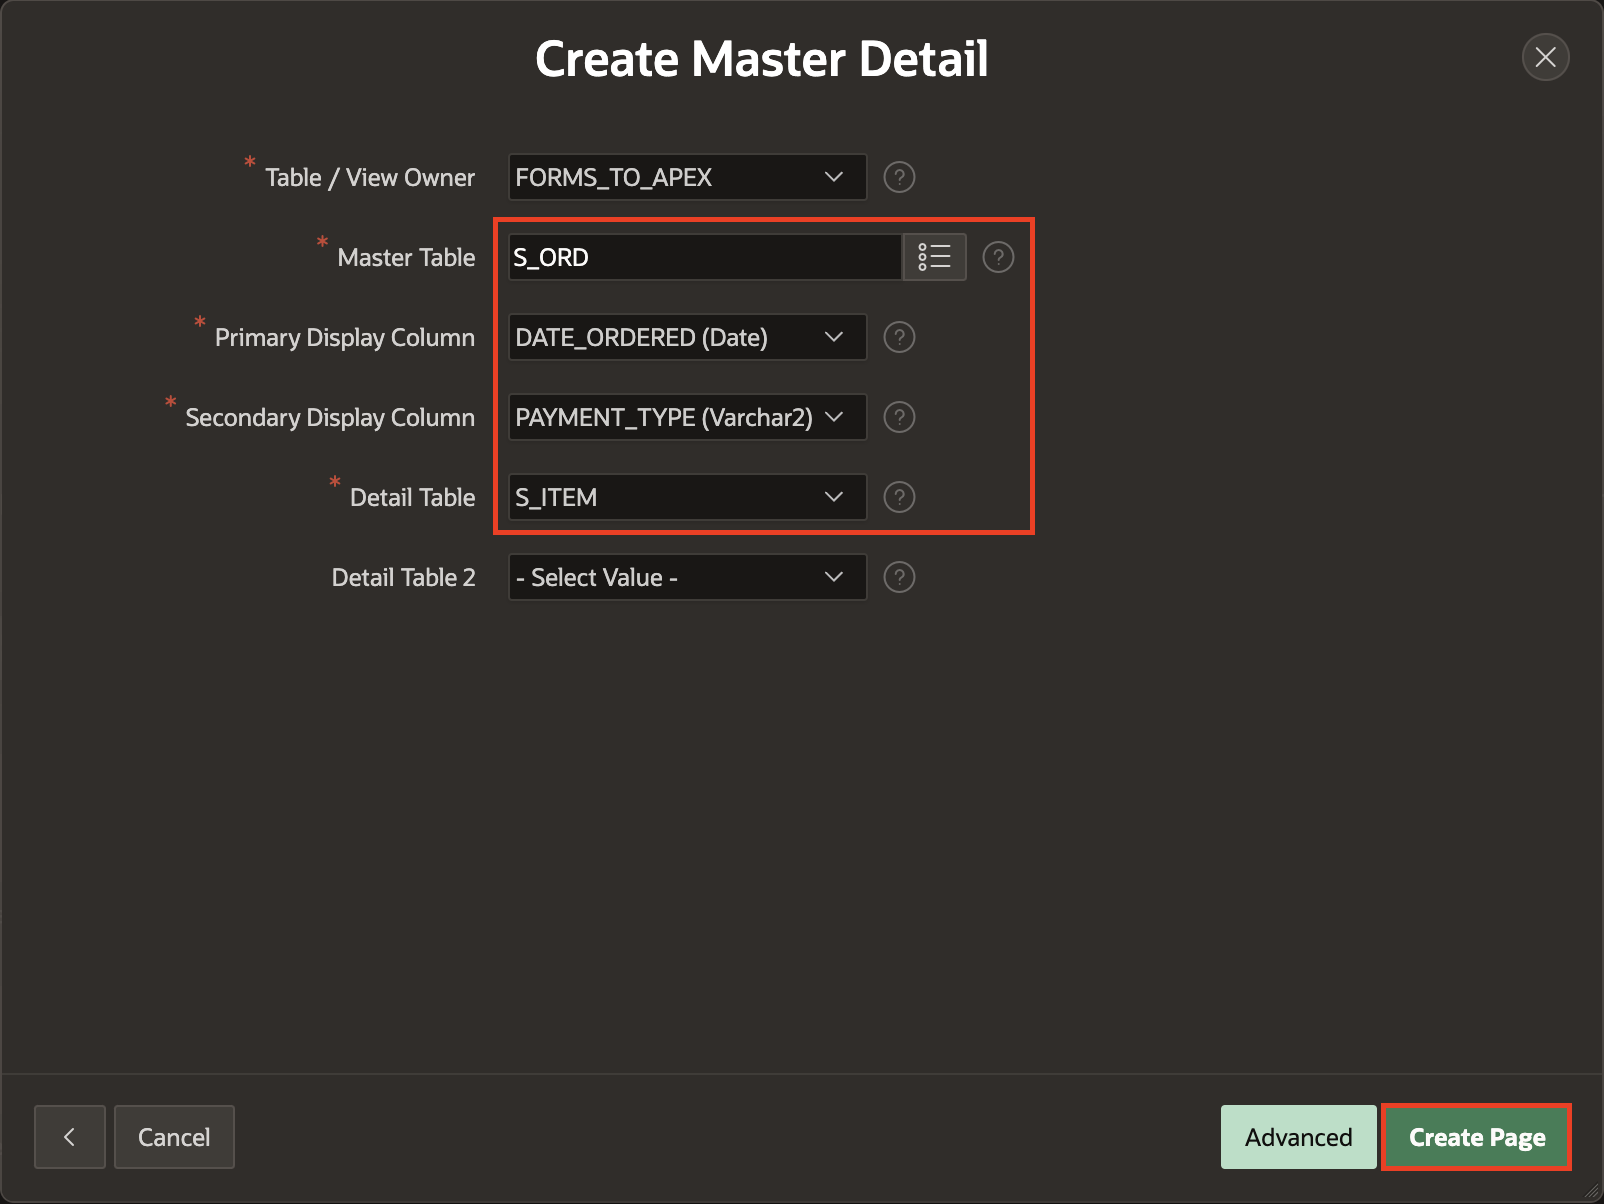 Create Master Detail
* Table / View Owner FORMS_TO_APEX ?
* Master Table S_ORD ?
* Primary Display Column DATE_ORDERED (Date) ?
* Secondary Display Column PAYMENT_TYPE (Varchar2) ?
* Detail Table S_ITEM ?
Detail Table 2 - Select Value - ?
Cancel Advanced Create Page